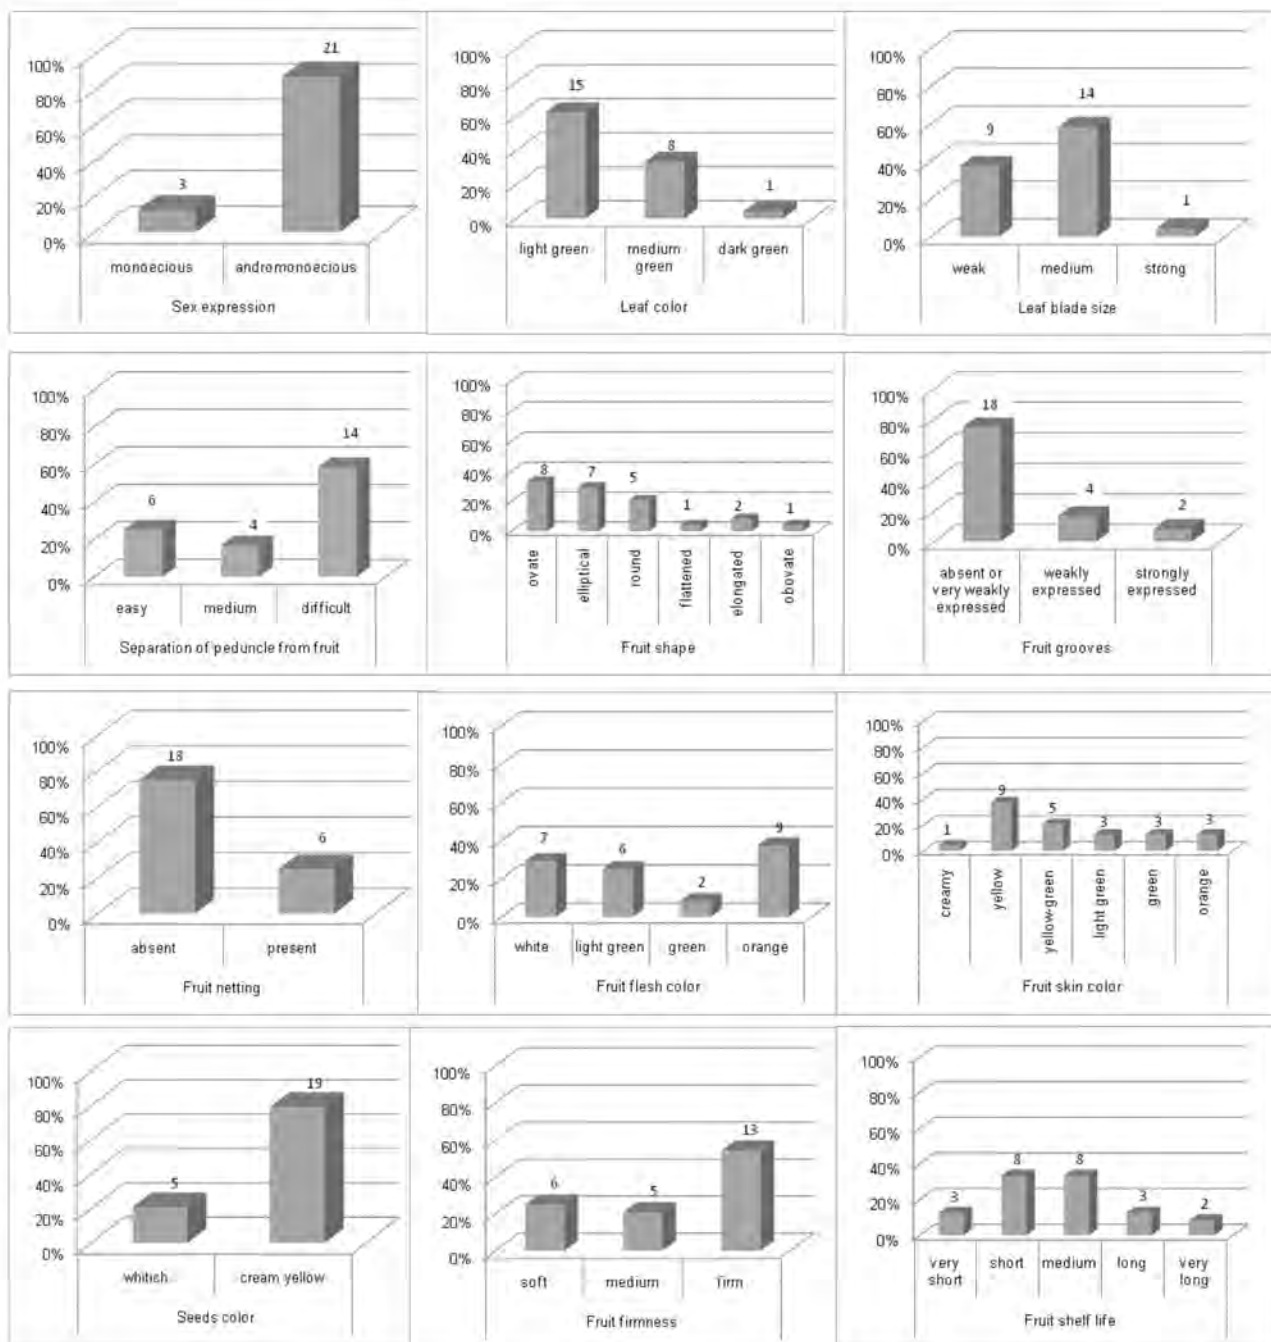 21
100%
80%
60%
40%
20%
0%
3
monoecious
andromonoecious
Sex expression
100%
80%
60%
40%
20%
0%
15
8
1
light green
medium
green
dark green
Leaf color
100%
80%
60%
40%
20%
0%
9
14
1
weak
medium
strong
Leaf blade size
100%
80%
60%
40%
20%
0%
6
4
14
easy
medium
difficult
Separation of peduncle from fruit
100%
80%
60%
40%
20%
0%
8
7
5
1
2
1
ovate
elliptical
round
flattened
elongated
obovate
Fruit shape
100%
80%
60%
40%
20%
0%
18
4
2
absent or
very weakly
expressed
weakly
expressed
strongly
expressed
Fruit grooves
100%
80%
60%
40%
20%
0%
18
6
absent
present
Fruit netting
100%
80%
60%
40%
20%
0%
7
6
2
9
white
light green
green
orange
Fruit flesh color
100%
80%
60%
40%
20%
0%
1
9
5
3
3
3
creamy
yellow
yellow-green
light green
green
orange
Fruit skin color
100%
80%
60%
40%
20%
0%
5
19
whitish
cream yellow
Seeds color
100%
80%
60%
40%
20%
0%
6
5
13
soft
medium
firm
Fruit firmness
100%
80%
60%
40%
20%
0%
3
8
8
3
2
very
short
short
medium
long
very
long
Fruit shelf life